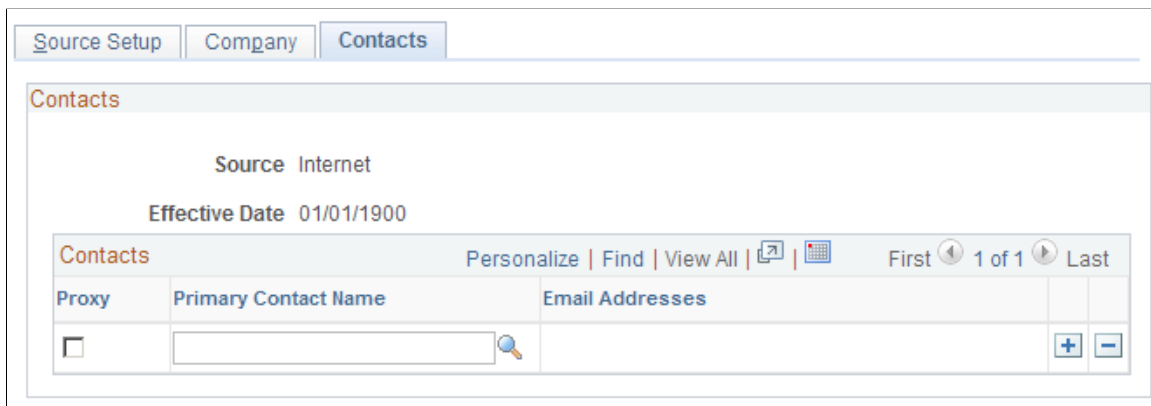 Source Setup Company Contacts
Contacts
Source Internet
Effective Date 01/01/1900
Contacts Personalize | Find | View All | | First 1 of 1 Last
Proxy Primary Contact Name Email Addresses